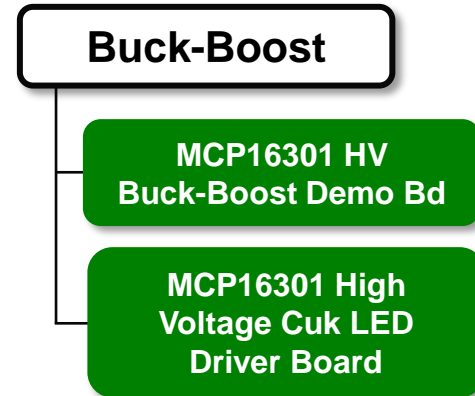 Buck-Boost
MCP16301 HV
Buck-Boost Demo Bd
MCP16301 High
Voltage Cuk LED
Driver Board